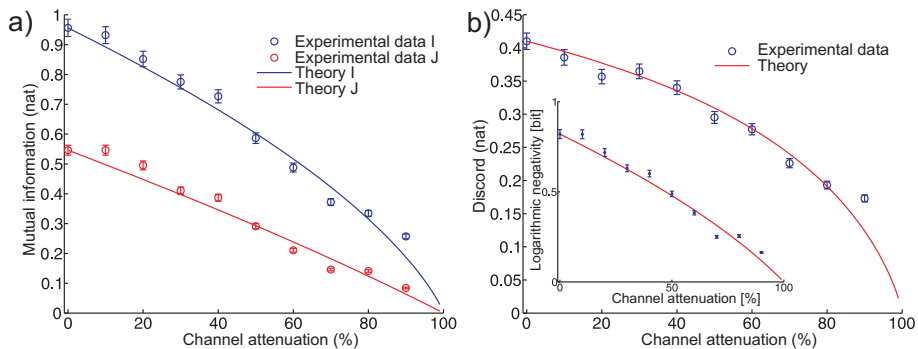 a)
Mutual information (nat)
1
0.9
0.8
0.7
0.6
0.5
0.4
0.3
0.2
0.1
0
0 20 40 60 80 100
Channel attenuation (%)
Experimental data I
Experimental data J
Theory I
Theory J
b)
Discord (nat)
0.45
0.4
0.35
0.3
0.25
0.2
0.15
0.1
0.05
0
0 20 40 60 80 100
Channel attenuation (%)
Experimental data
Theory
Logarithmic negativity [bit]
1
0.5
0
0 50 100
Channel attenuation [%]